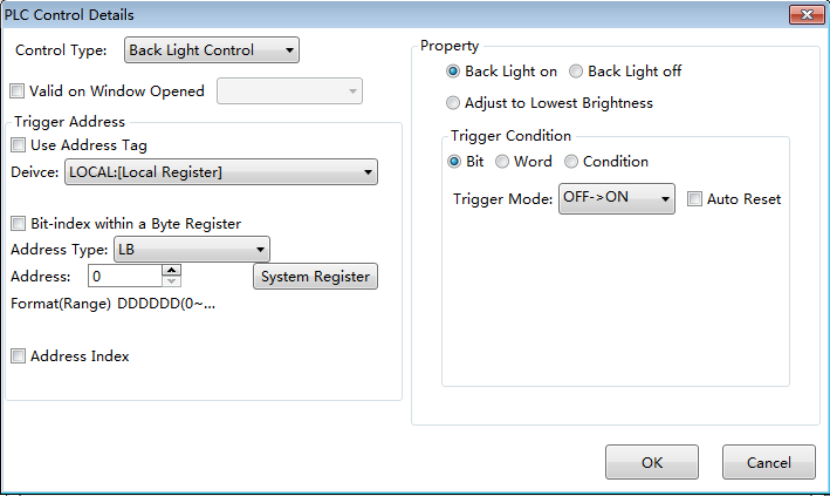 PLC Control Details
Control Type: Back Light Control
Valid on Window Opened
Trigger Address
Use Address Tag
Deivce: LOCAL:[Local Register]
Bit-index within a Byte Register
Address Type: LB
Address: 0 System Register
Format(Range) DDDDDD(0~...
Address Index
Property
Back Light on Back Light off
Adjust to Lowest Brightness
Trigger Condition
Bit Word Condition
Trigger Mode: OFF->ON Auto Reset
OK Cancel